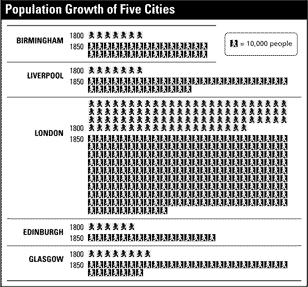 Population Growth of Five Cities
= 10,000 people
BIRMINGHAM
1800
1850
LIVERPOOL
1800
1850
LONDON
1800
1850
EDINBURGH
1800
1850
GLASGOW
1800
1850